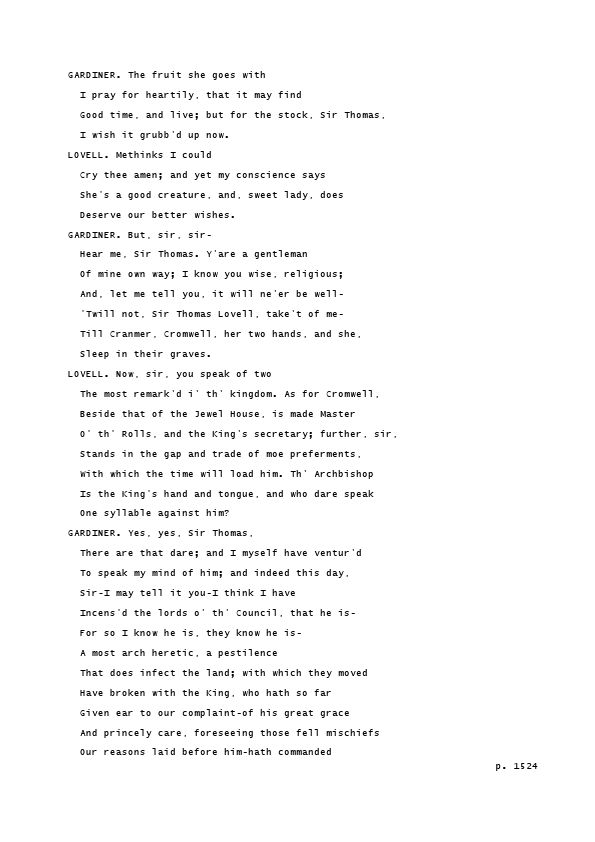 GARDINER. The fruit she goes with
I pray for heartily, that it may find
Good time, and live; but for the stock, Sir Thomas,
I wish it grubb'd up now.
LOVELL. Methinks I could
Cry thee amen; and yet my conscience says
She's a good creature, and, sweet lady, does
Deserve our better wishes.
GARDINER. But, sir, sir-
Hear me, Sir Thomas. Y'are a gentleman
Of mine own way; I know you wise, religious;
And, let me tell you, it will ne'er be well-
'Twill not, Sir Thomas Lovell, take't of me-
Till Cranmer, Cromwell, her two hands, and she,
Sleep in their graves.
LOVELL. Now, sir, you speak of two
The most remark'd i' th' kingdom. As for Cromwell,
Beside that of the Jewel House, is made Master
O' th' Rolls, and the King's secretary; further, sir,
Stands in the gap and trade of moe preferments,
With which the time will load him. Th' Archbishop
Is the King's hand and tongue, and who dare speak
One syllable against him?
GARDINER. Yes, yes, Sir Thomas,
There are that dare; and I myself have ventur'd
To speak my mind of him; and indeed this day,
Sir-I may tell it you-I think I have
Incens'd the lords o' th' Council, that he is-
For so I know he is, they know he is-
A most arch heretic, a pestilence
That does infect the land; with which they moved
Have broken with the King, who hath so far
Given ear to our complaint-of his great grace
And princely care, foreseeing those fell mischiefs
Our reasons laid before him-hath commanded
p. 1524